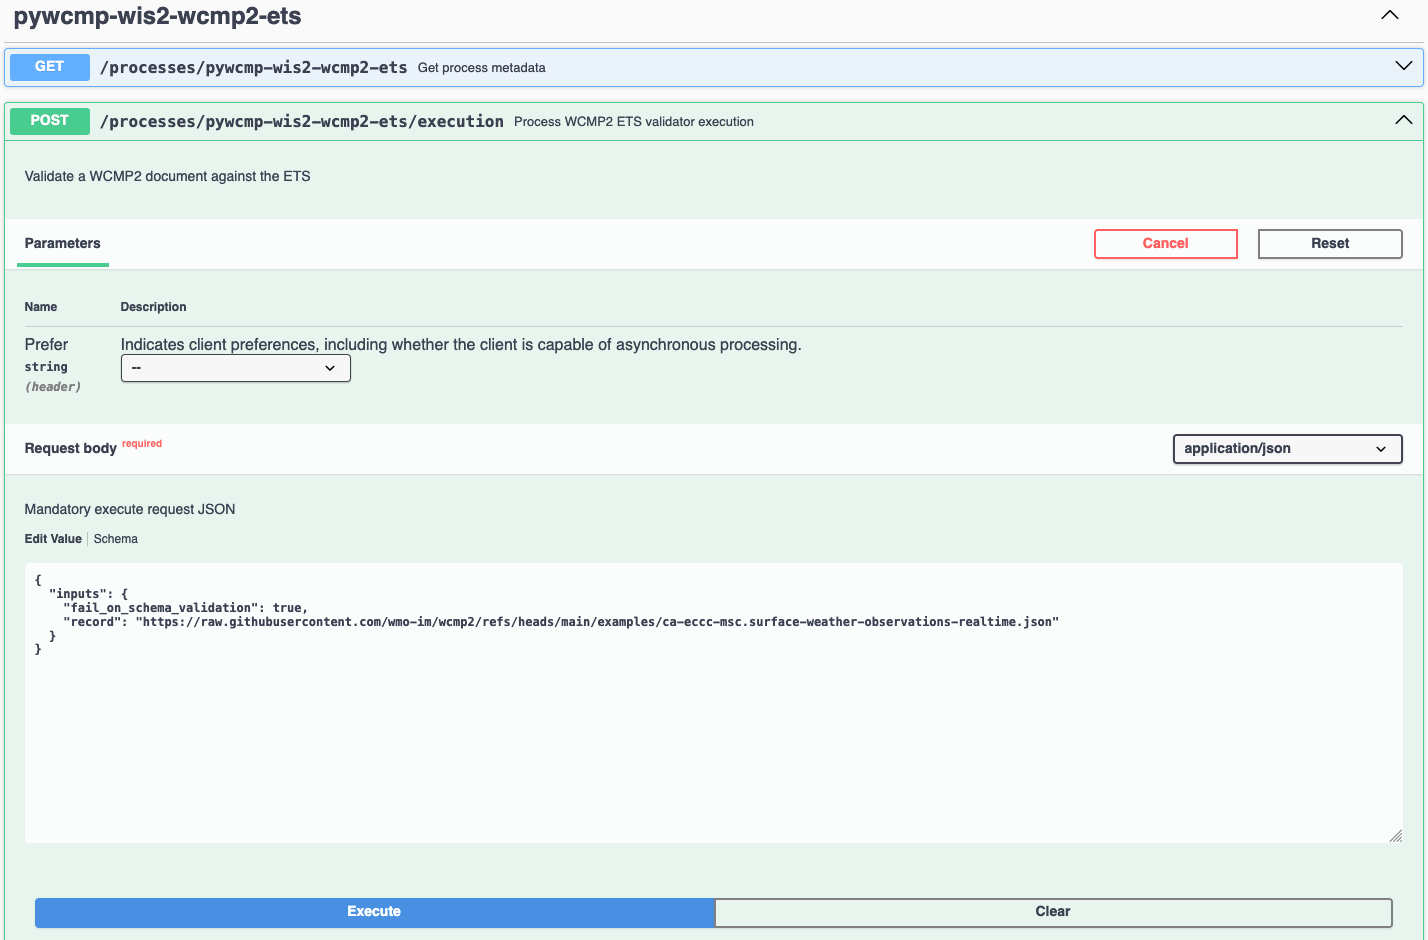 pywcmp-wis2-wcmp2-ets
GET /processes/pywcmp-wis2-wcmp2-ets Get process metadata
POST /processes/pywcmp-wis2-wcmp2-ets/execution Process WCMP2 ETS validator execution
Validate a WCMP2 document against the ETS
Parameters Cancel Reset
Name Description
Prefer Indicates client preferences, including whether the client is capable of asynchronous processing.
string --
(header)
Request body required application/json
Mandatory execute request JSON
Edit Value Schema
{
"inputs": {
"fail_on_schema_validation": true,
"record": "https://raw.githubusercontent.com/wmo-im/wcmp2/refs/heads/main/examples/ca-eccc-msc.surface-weather-observations-realtime.json"
}
}
Execute Clear